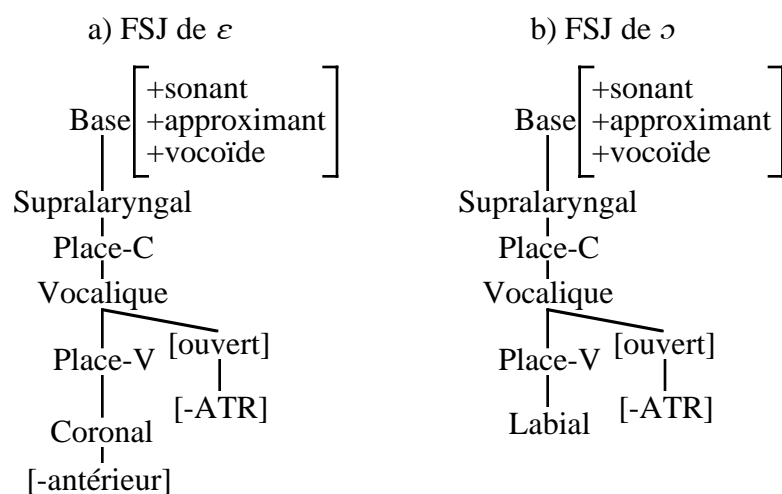 a) FSJ de ɛ
Base
+sonant
+approximant
+vocoïde
Supralaryngal
Place-C
Vocalique
[ouvert]
Place-V
[-ATR]
Coronal
[-antérieur]
b) FSJ de ɔ
Base
+sonant
+approximant
+vocoïde
Supralaryngal
Place-C
Vocalique
[ouvert]
Place-V
[-ATR]
Labial